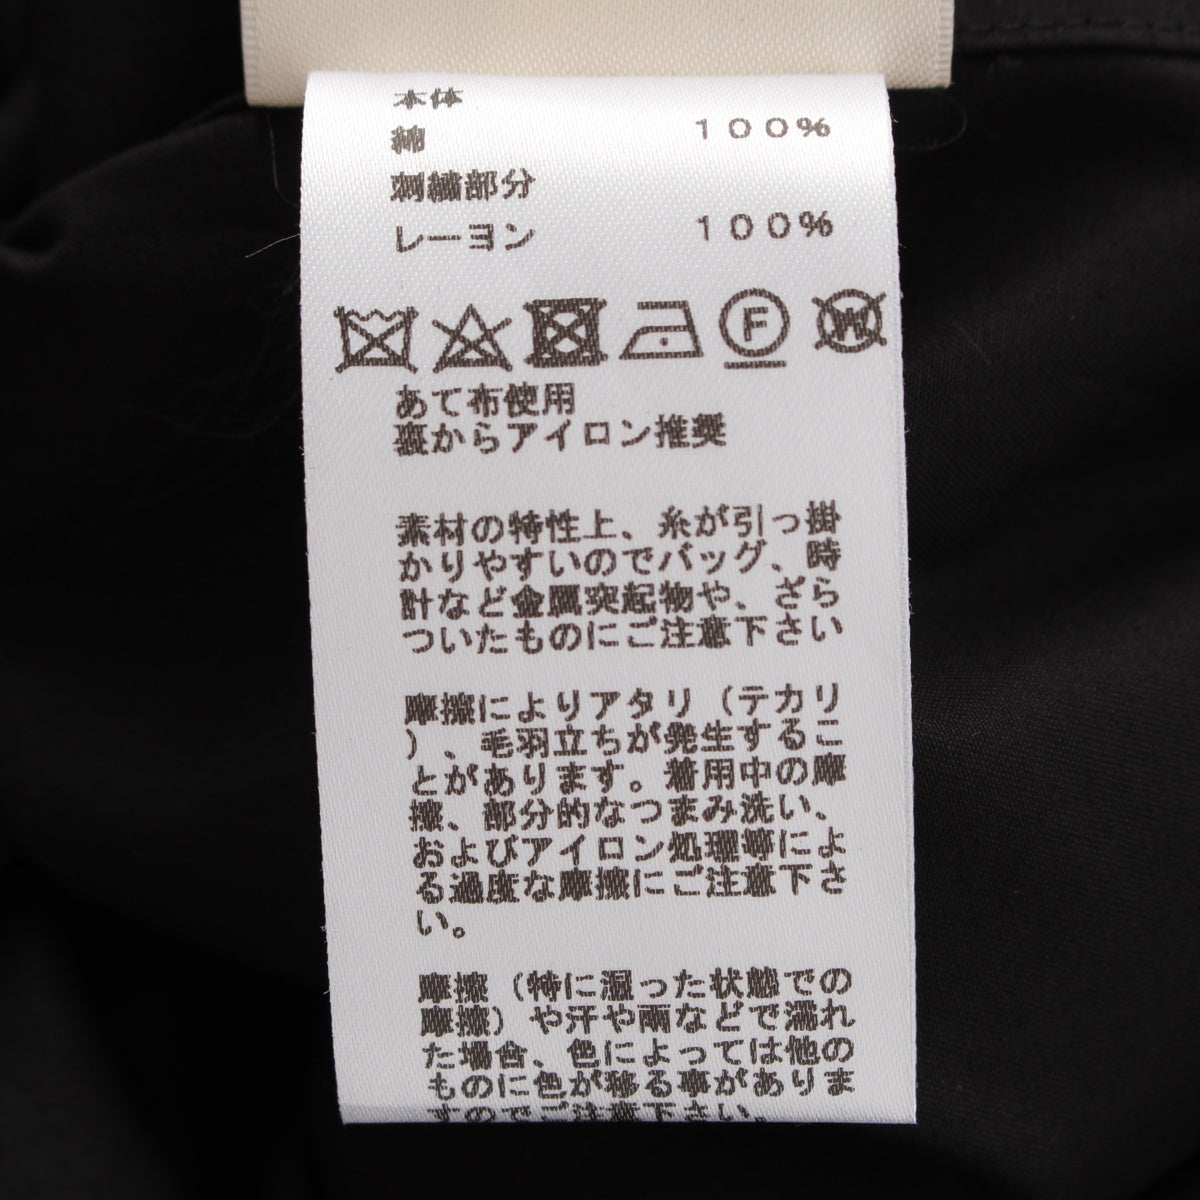 本体
綿 100%
刺繍部分
レーヨン 100%
F W
あて布使用
裏からアイロン推奨
素材の特性上、糸が引っ掛
かりやすいのでバッグ、時
計など金属突起物や、ざら
ついたものにご注意下さい
摩擦によりアタリ(テカリ
)、毛羽立ちが発生するこ
とがあります。着用中の摩
擦、部分的なつまみ洗い、
およびアイロン処理等によ
る過度な摩擦にご注意下さ
い。
摩擦(特に湿った状態での
摩擦)や汗や雨などで濡れ
た場合、色によっては他の
ものに色が移る事がありま
すのでご注意下さい。